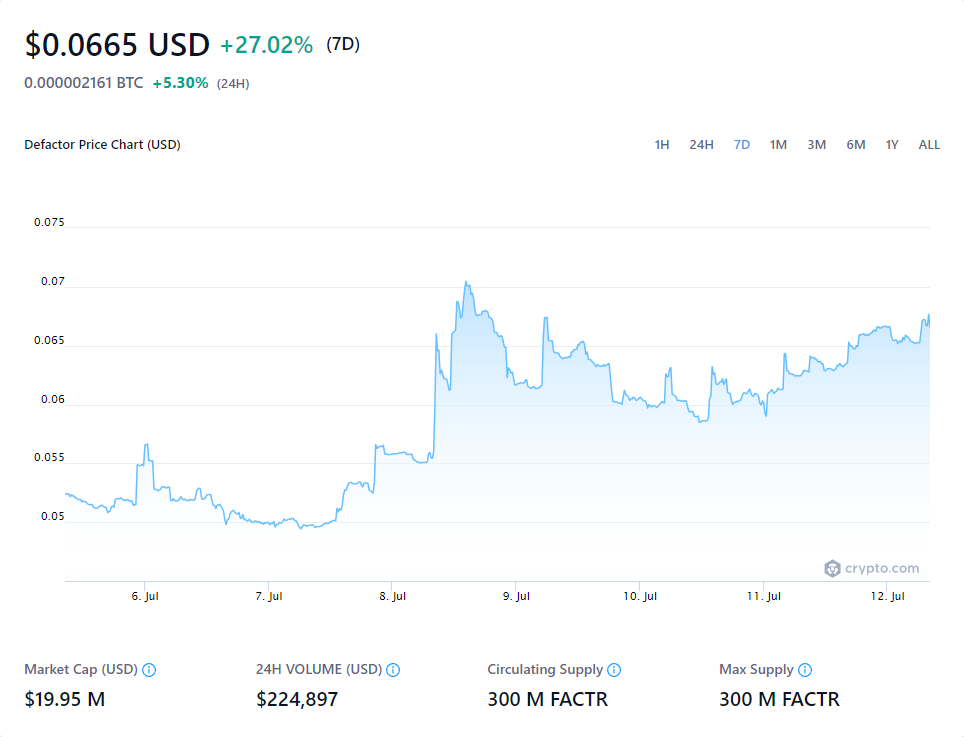 $0.0665 USD +27.02% (7D)
0.000002161 BTC +5.30% (24H)
Defactor Price Chart (USD) 1H 24H 7D 1M 3M 6M 1Y ALL
0.075
0.07
0.065
0.06
0.055
0.05
crypto.com
6. Jul 7. Jul 8. Jul 9. Jul 10. Jul 11. Jul 12. Jul
Market Cap (USD) 24H VOLUME (USD) Circulating Supply Max Supply
$19.95 M $224,897 300 M FACTR 300 M FACTR